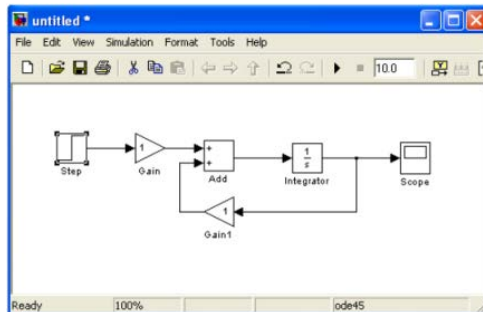 untitled *
File Edit View Simulation Format Tools Help
10.0
1
1
s
+
+
Step
Gain
Add
Integrator
Scope
1
Gain1
Ready 100% ode45